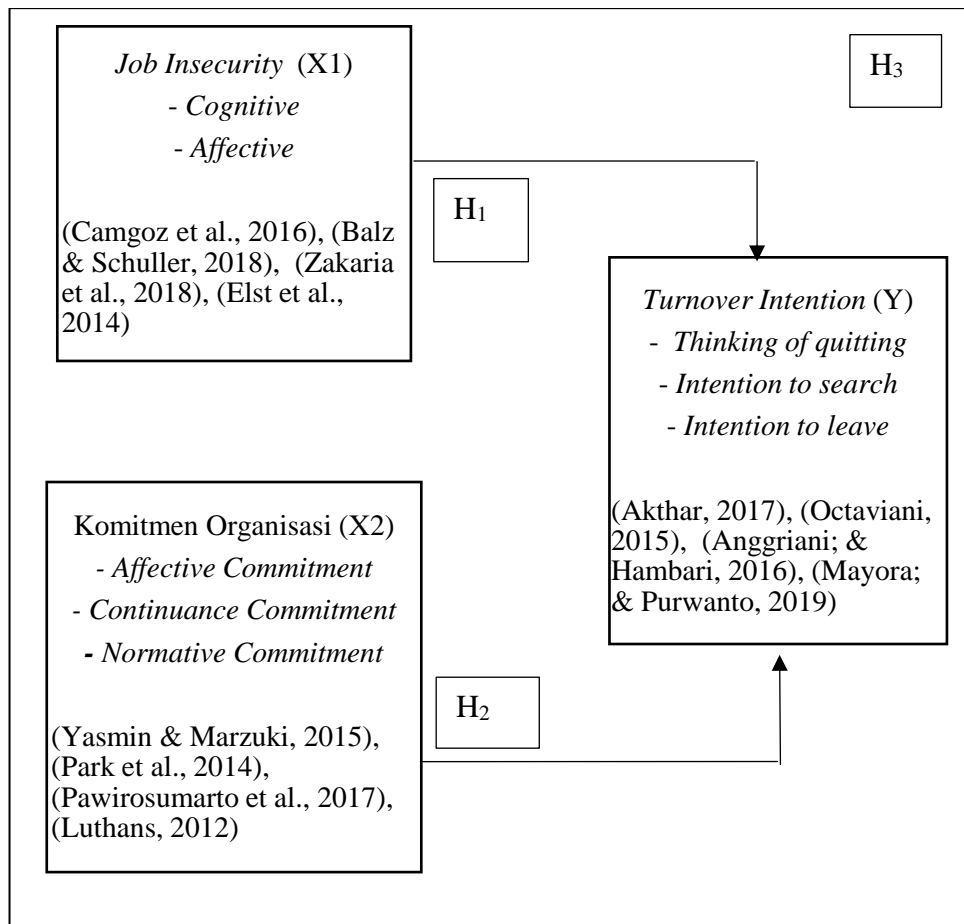 Job Insecurity (X1)
- Cognitive
- Affective
(Camgoz et al., 2016), (Balz
& Schuller, 2018), (Zakaria
et al., 2018), (Elst et al.,
2014)
H3
H1
Turnover Intention (Y)
- Thinking of quitting
- Intention to search
- Intention to leave
(Akthar, 2017), (Octaviani,
2015), (Anggriani; &
Hambari, 2016), (Mayora;
& Purwanto, 2019)
Komitmen Organisasi (X2)
- Affective Commitment
- Continuance Commitment
- Normative Commitment
(Yasmin & Marzuki, 2015),
(Park et al., 2014),
(Pawirosumarto et al., 2017),
(Luthans, 2012)
H2